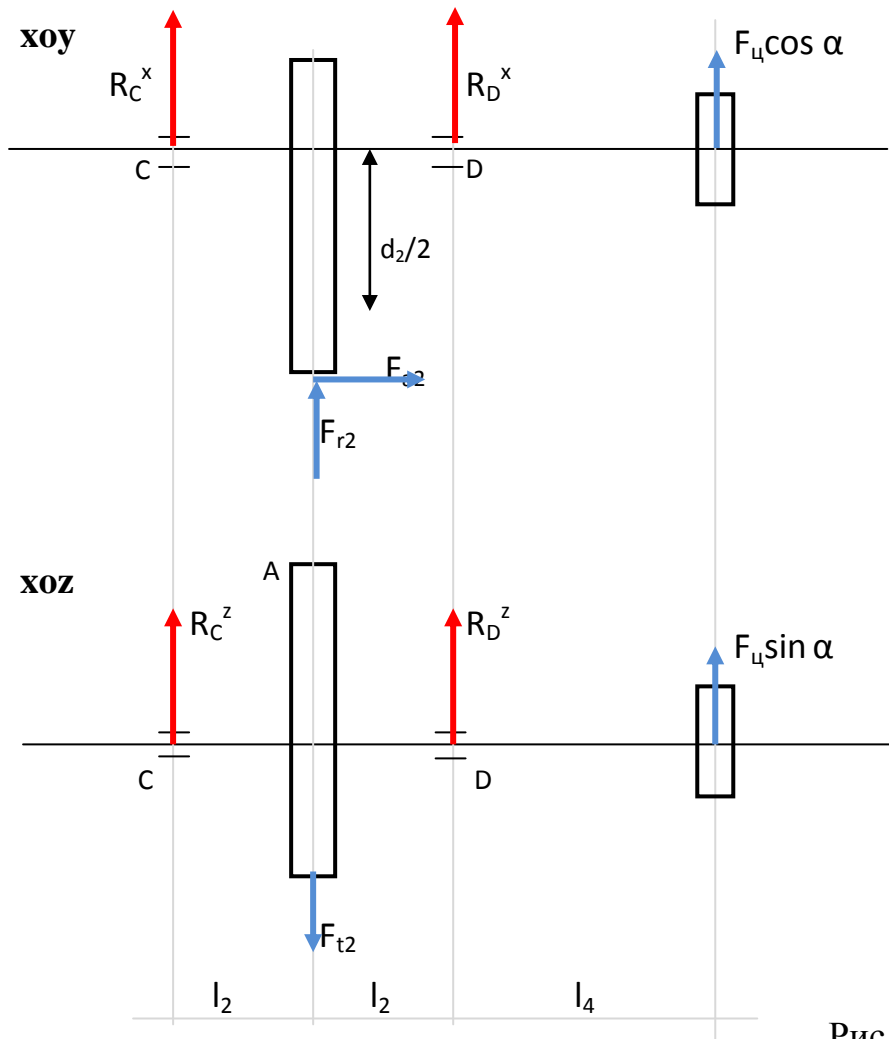 xoy
F_ц cos α
R_C^x
R_D^x
C
D
d₂/2
F_a2
F_r2
A
xoz
R_C^z
R_D^z
F_ц sin α
C
D
F_t2
l₂
l₂
l₄
Рис